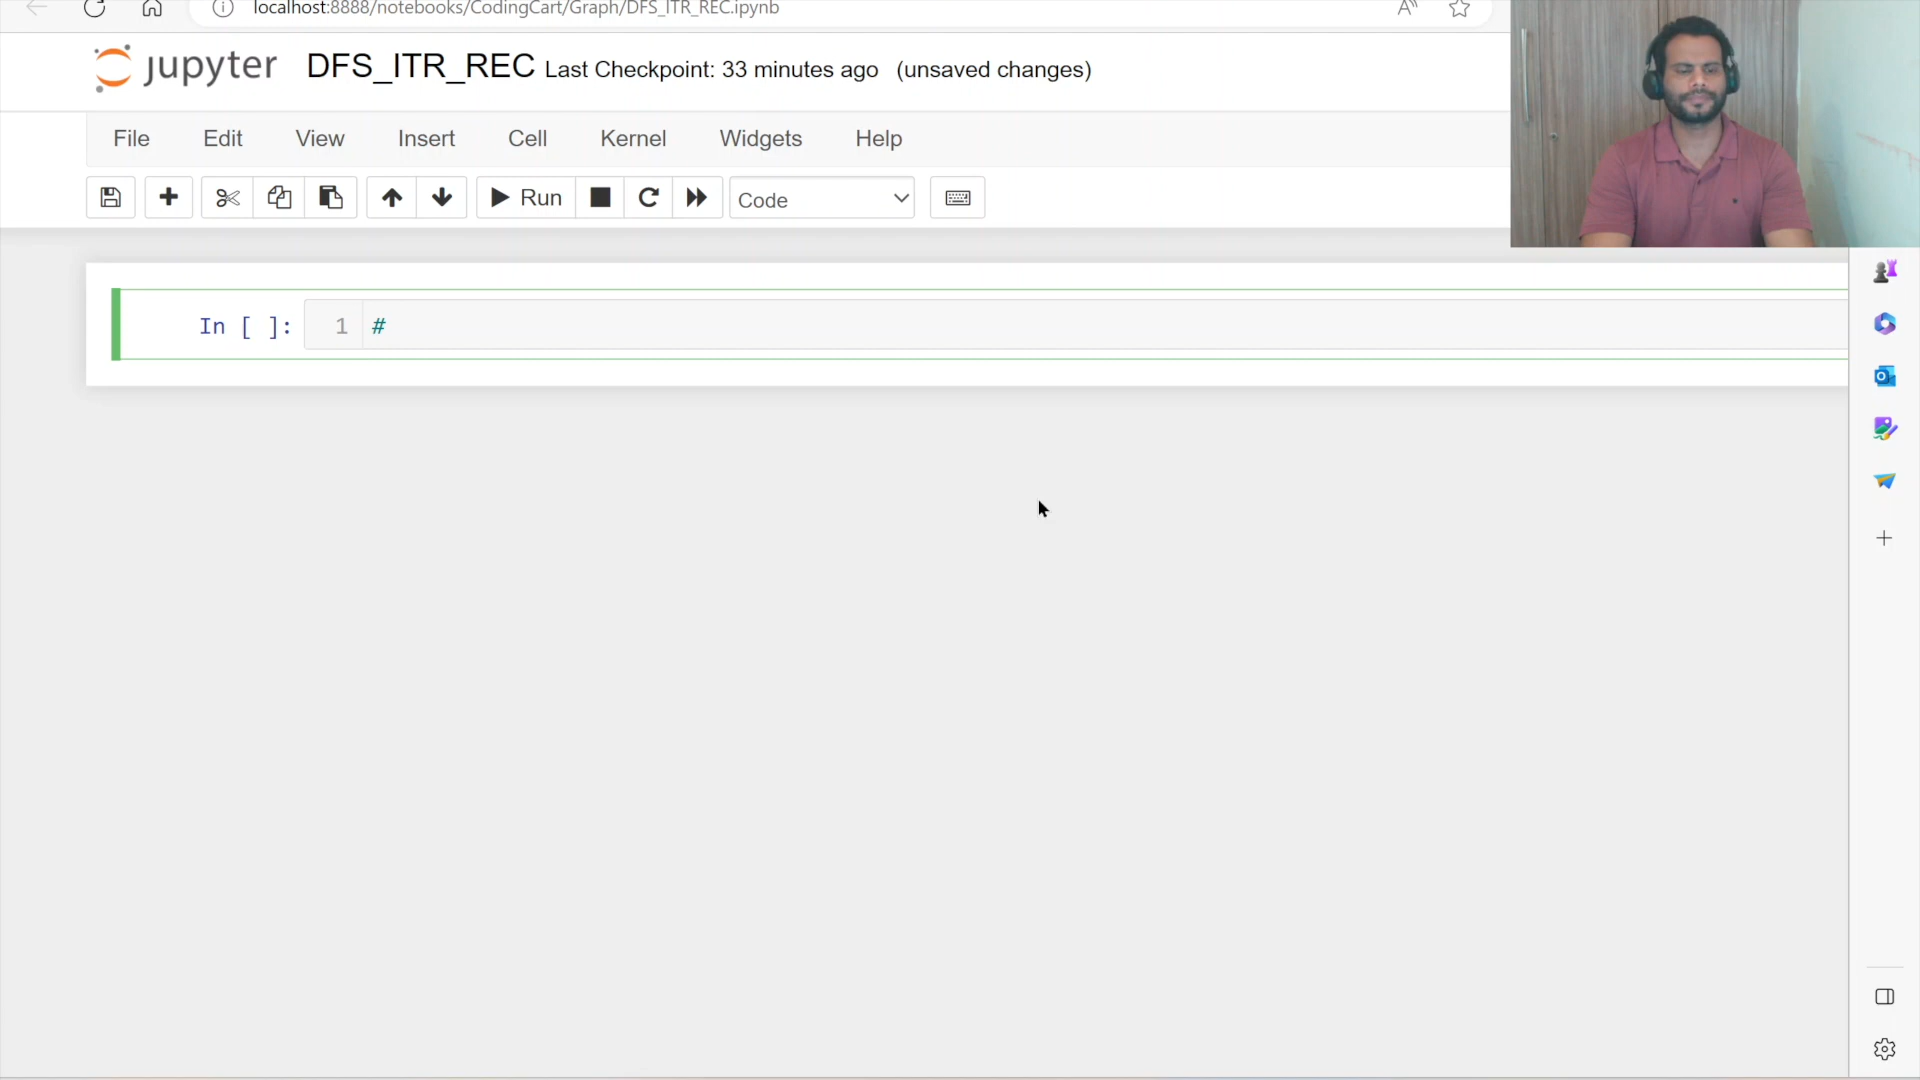 localhost:8888/notebooks/CodingCart/Graph/DFS_ITR_REC.ipynb
jupyter DFS_ITR_REC Last Checkpoint: 33 minutes ago (unsaved changes)
File Edit View Insert Cell Kernel Widgets Help
Run Code
In [ ]: 1 #